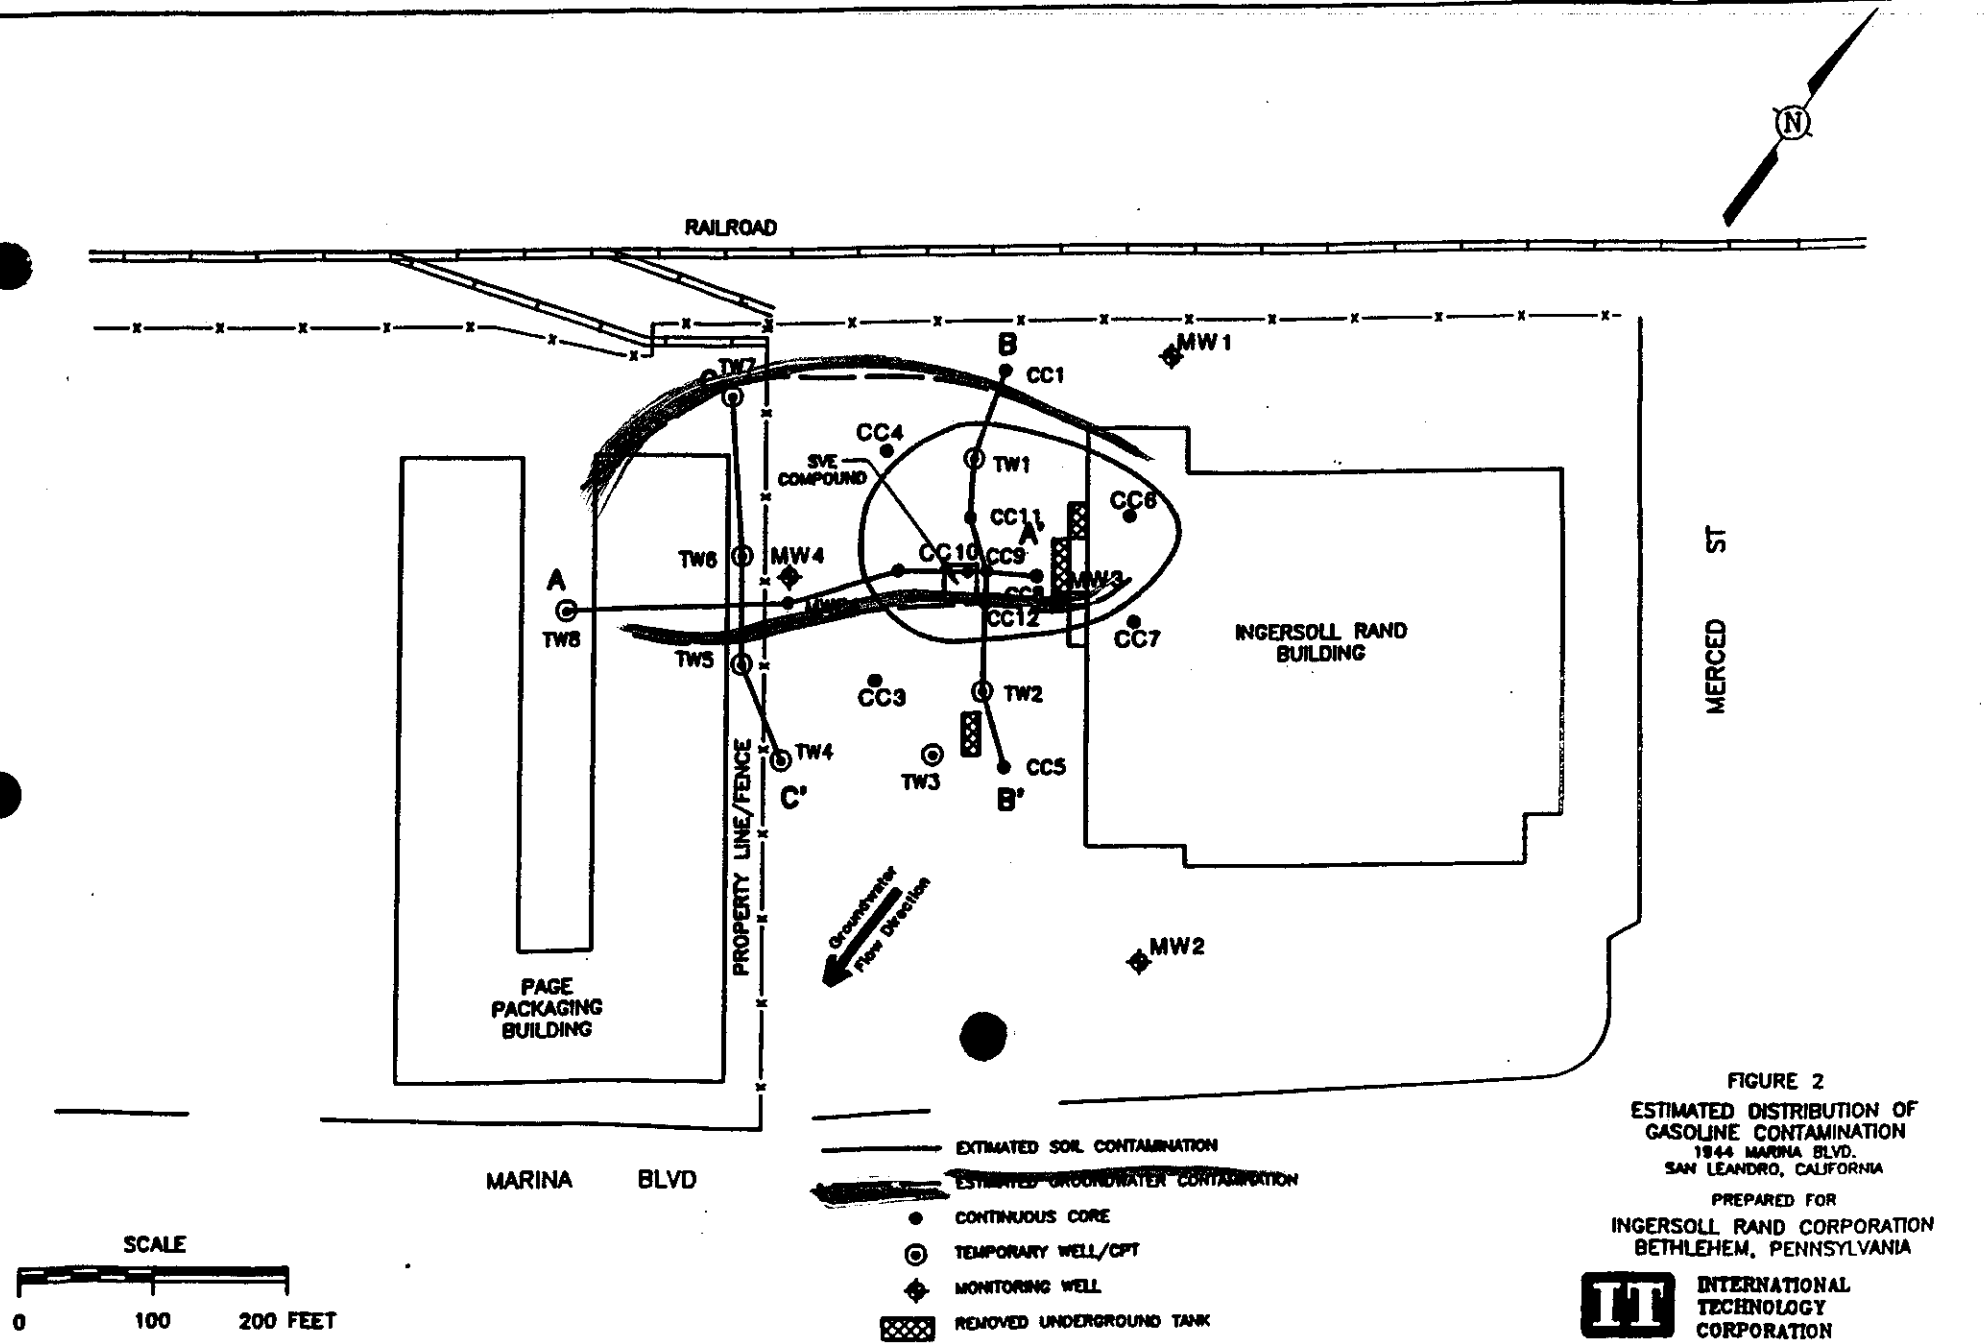 N
RAILROAD
B
MW1
TW7
CC1
CC4
SVE
COMPOUND
TW1
CC6
CC11
A'
CC10
CC9
TW6
MW4
A
MW3
CC8
CC12
TW8
CC7
TW5
INGERSOLL RAND
BUILDING
MERCED ST
CC3
TW2
TW4
TW3
CC5
C'
B'
PROPERTY LINE/FENCE
Groundwater
Flow Direction
MW2
PAGE
PACKAGING
BUILDING
MARINA BLVD
EXTIMATED SOIL CONTAMINATION
ESTIMATED GROUNDWATER CONTAMINATION
CONTINUOUS CORE
TEMPORARY WELL/CPT
MONITORING WELL
REMOVED UNDERGROUND TANK
SCALE
0 100 200 FEET
FIGURE 2
ESTIMATED DISTRIBUTION OF
GASOLINE CONTAMINATION
1944 MARINA BLVD.
SAN LEANDRO, CALIFORNIA
PREPARED FOR
INGERSOLL RAND CORPORATION
BETHLEHEM, PENNSYLVANIA
IT
INTERNATIONAL
TECHNOLOGY
CORPORATION